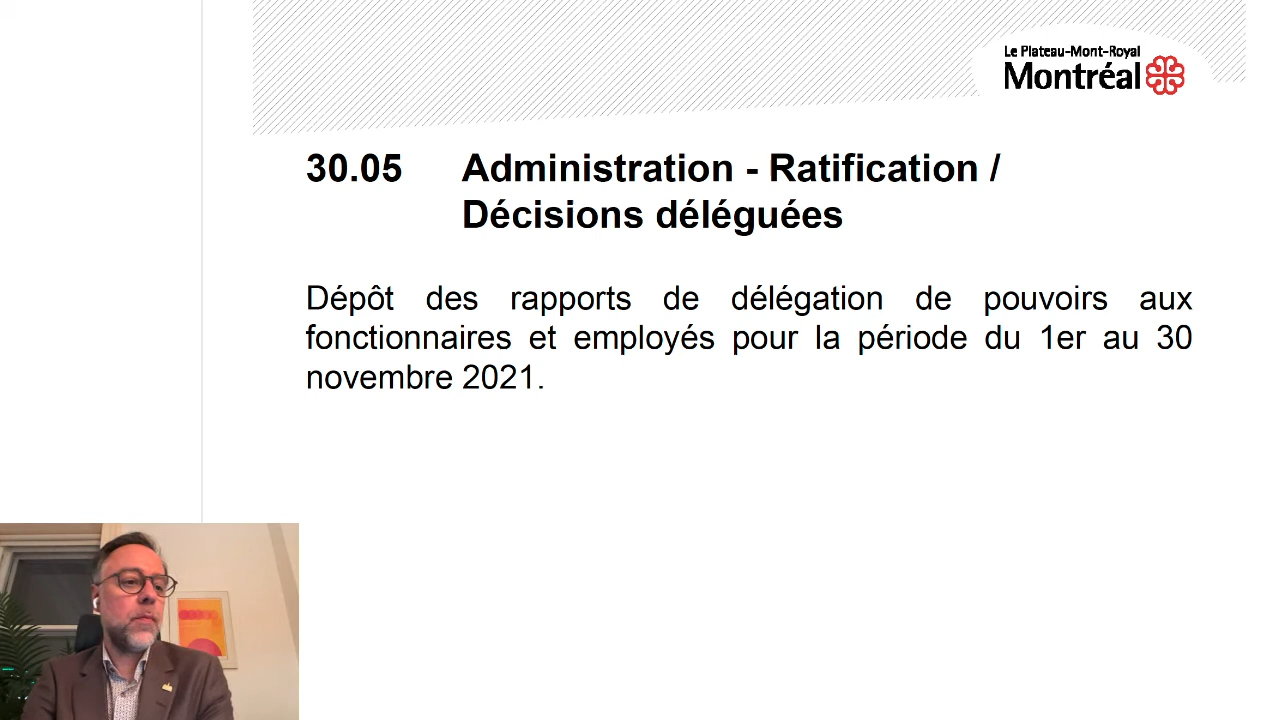 Le Plateau-Mont-Royal
Montréal
30.05 Administration - Ratification /
Décisions déléguées
Dépôt des rapports de délégation de pouvoirs aux
fonctionnaires et employés pour la période du 1er au 30
novembre 2021.